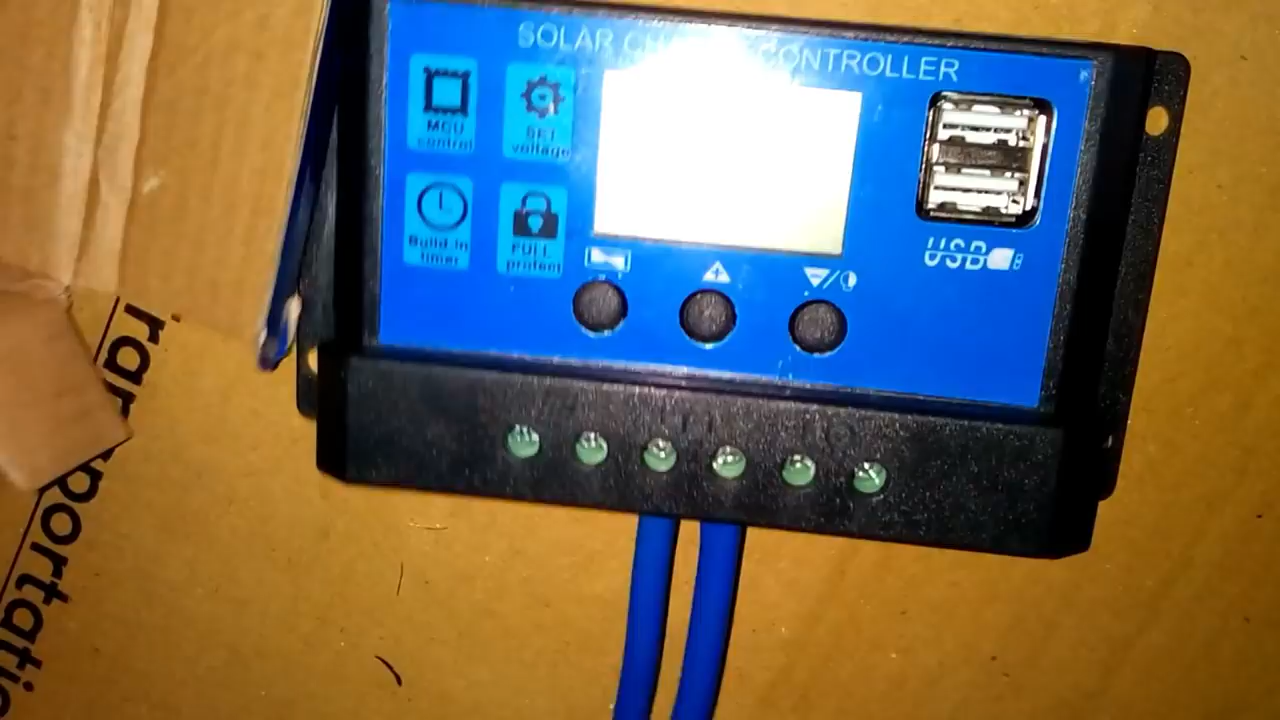 SOLAR CONTROLLER
MCU
control
SET
voltage
Build-in
timer
FULL
protect
USB